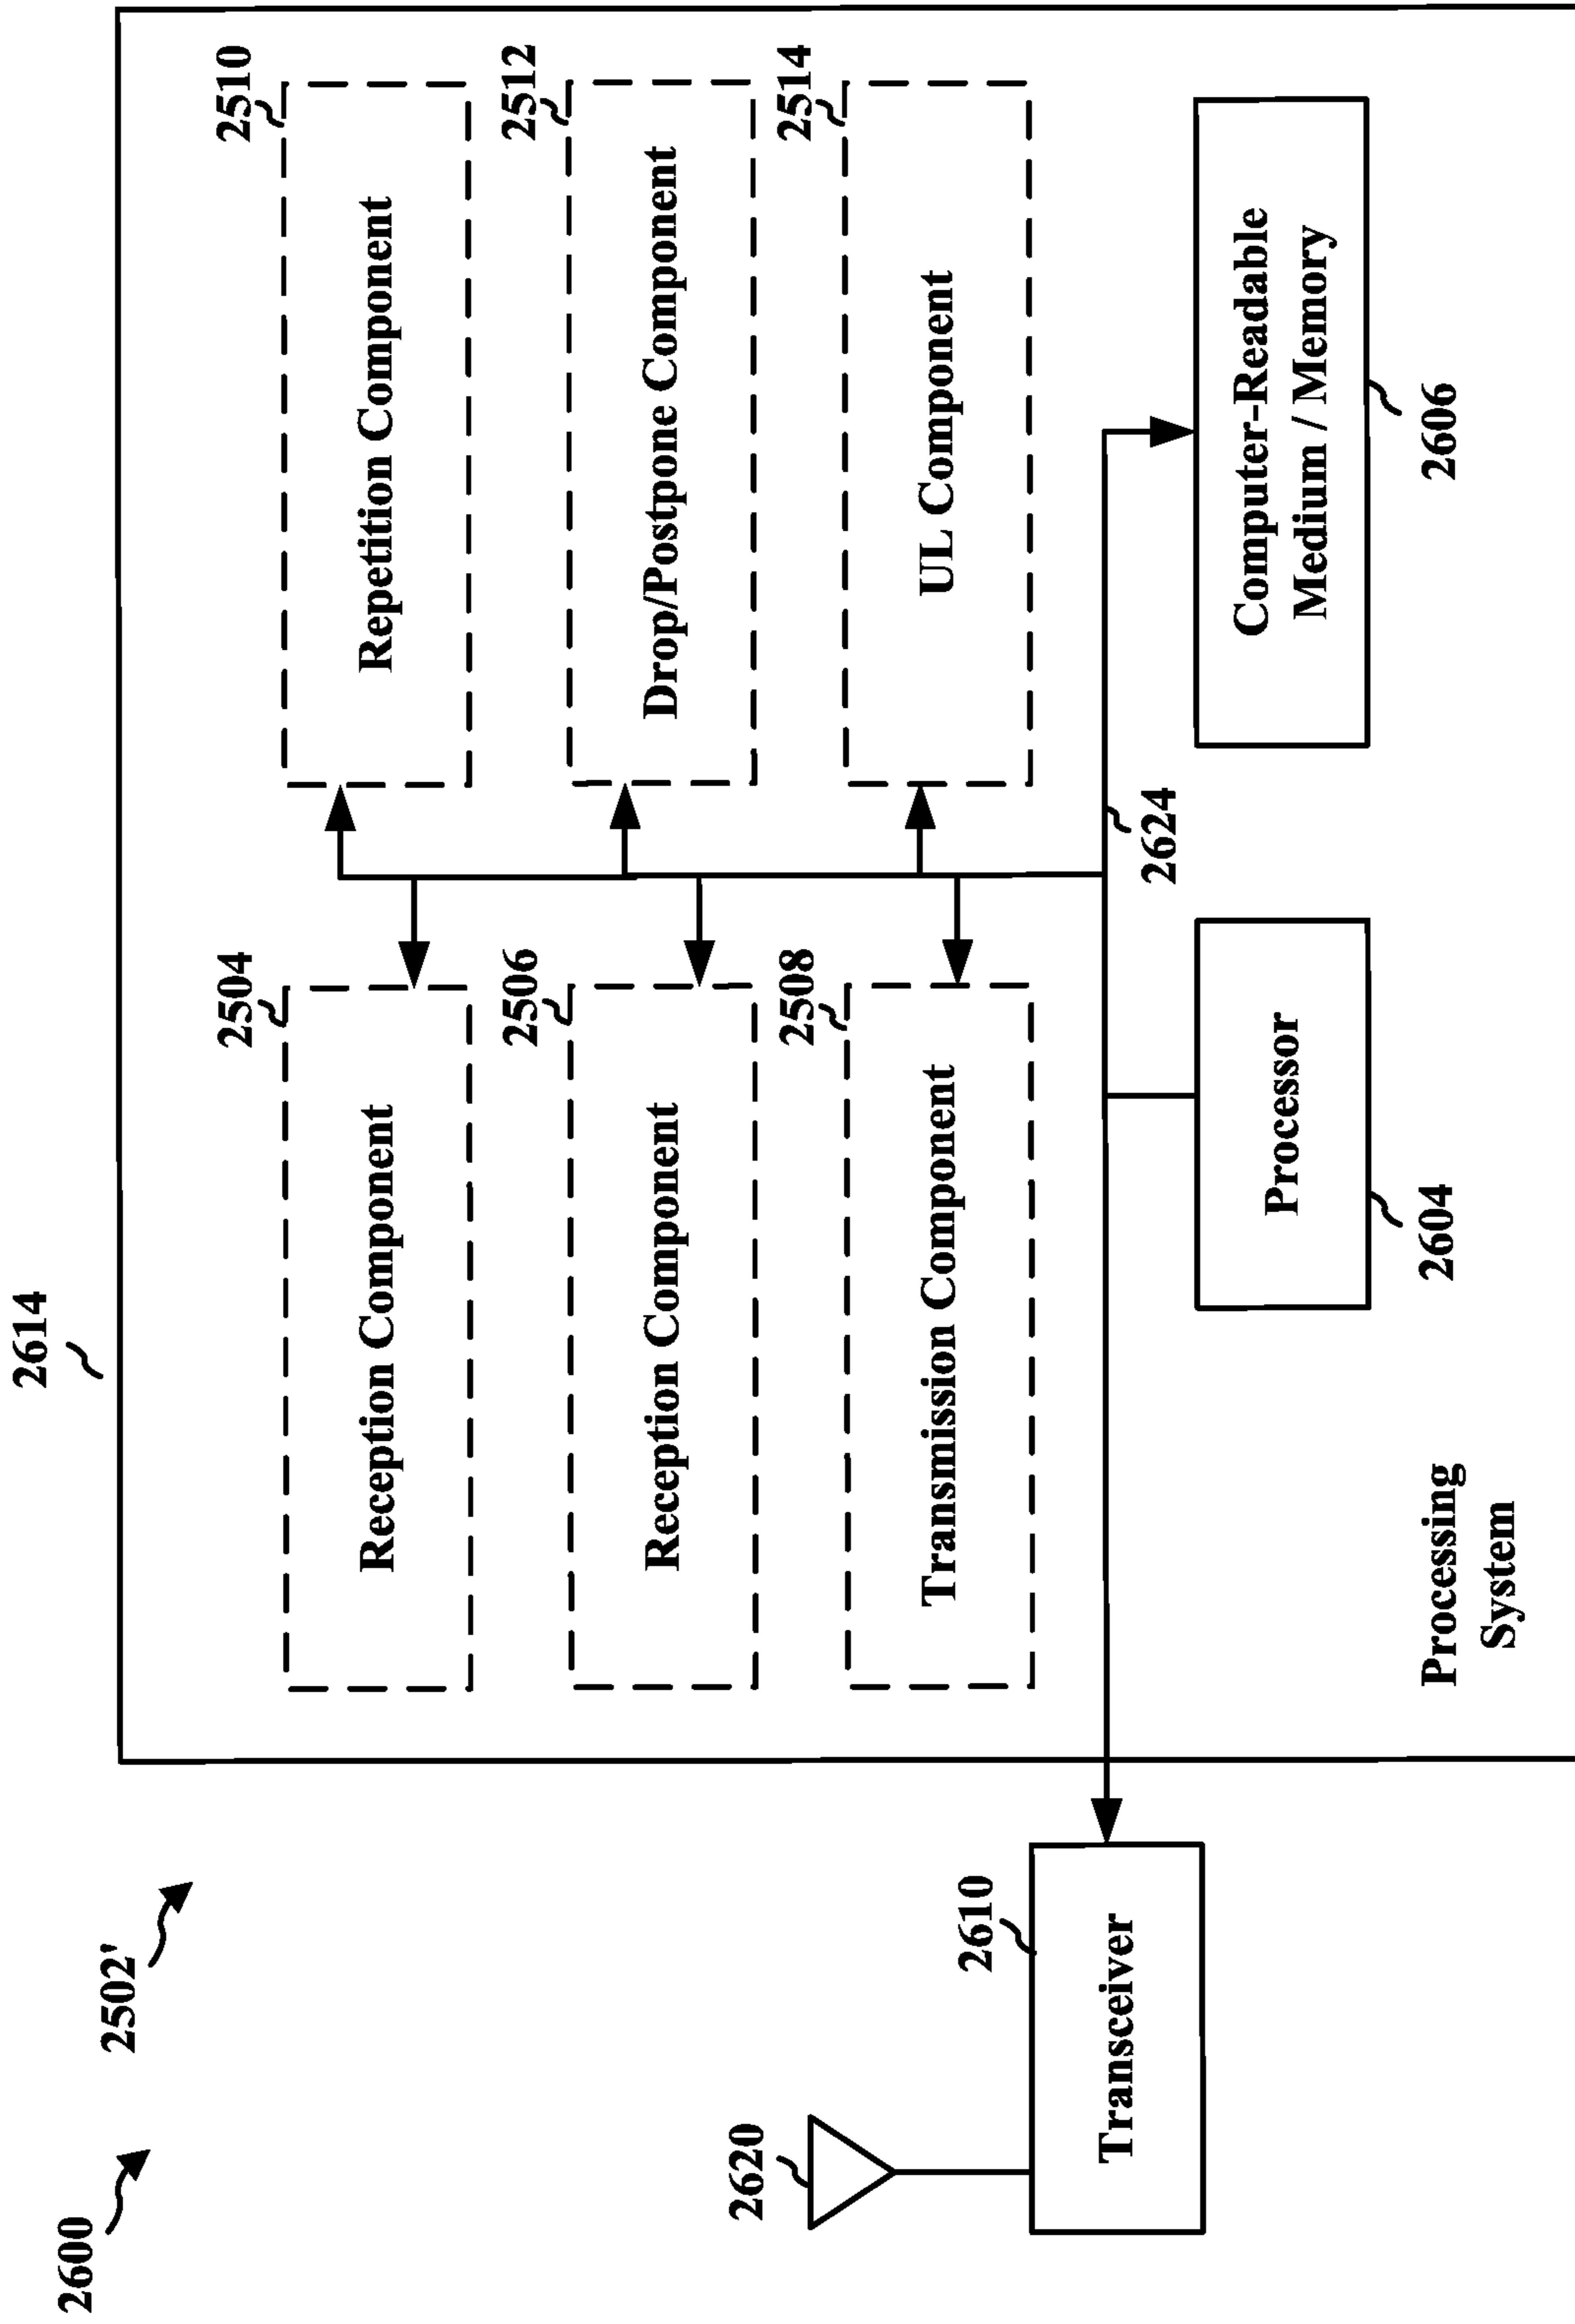 2600
2502'
2614
2504
Reception Component
2510
Repetition Component
2506
Reception Component
2512
Drop/Postpone Component
2508
Transmission Component
2514
UL Component
2620
2610
Transceiver
2624
Processor
2604
Computer-Readable
Medium / Memory
2606
Processing
System